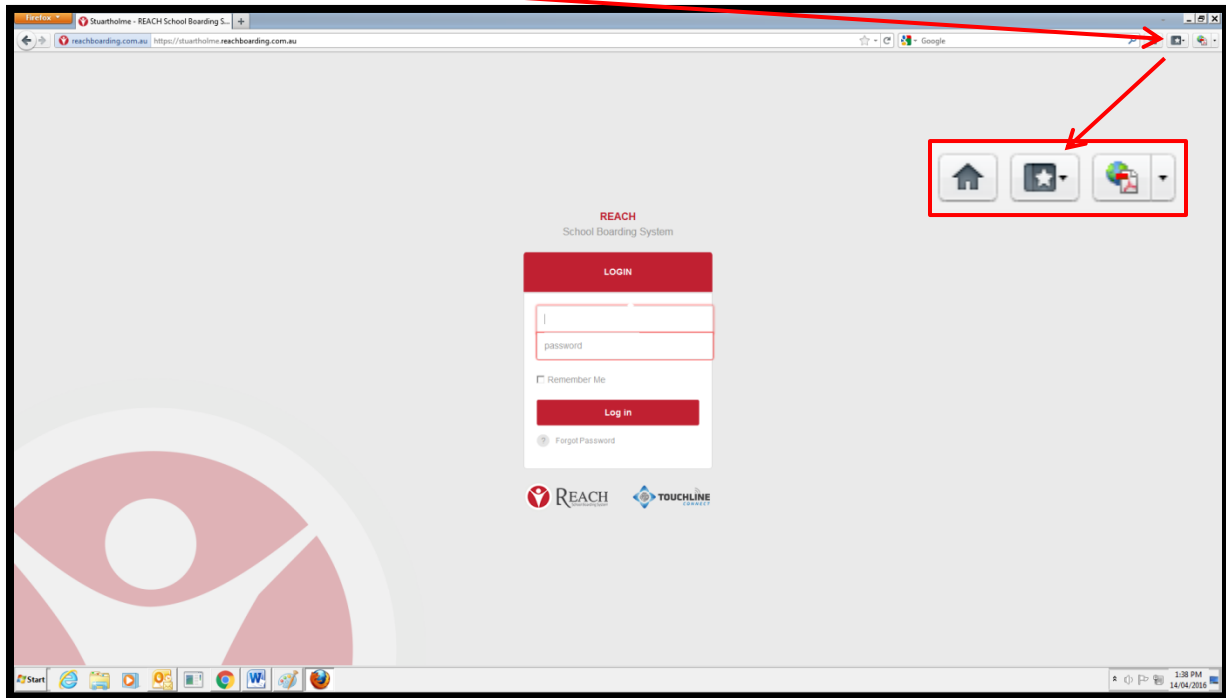 Firefox
Stuartholme - REACH School Boarding S...
reachboarding.com.au https://stuartholme.reachboarding.com.au
Google
REACH
School Boarding System
LOGIN
password
Remember Me
Log in
? Forgot Password
REACH
TOUCHLINE
CONNECT
Start
1:38 PM
14/04/2016